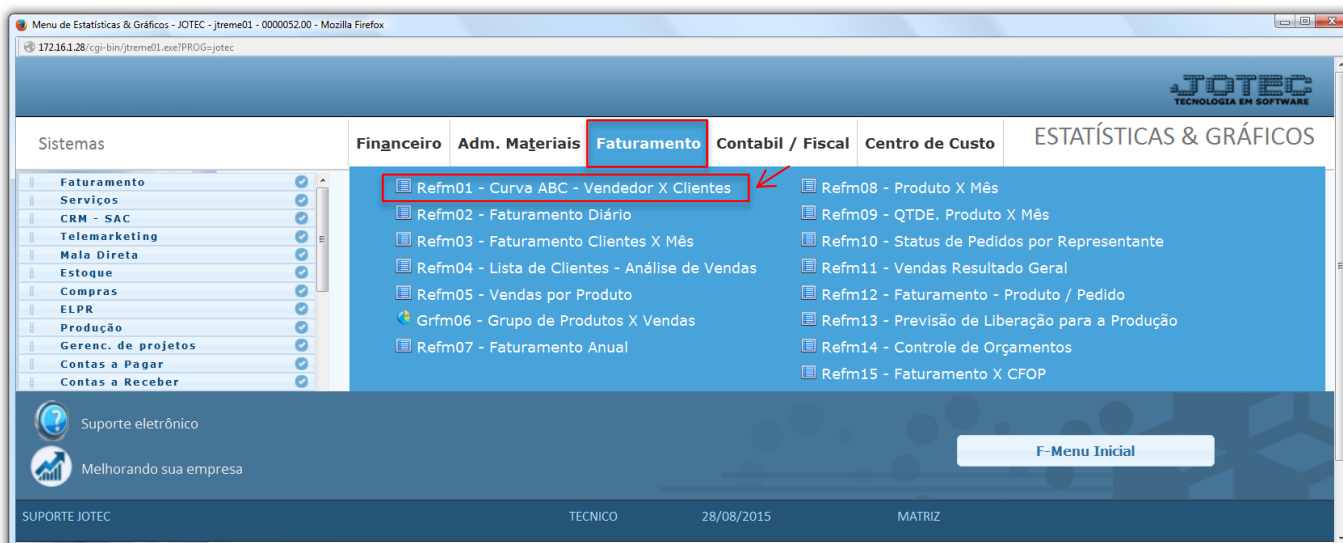 Menu de Estatísticas & Gráficos - JOTEC - jtreme01 - 0000052.00 - Mozilla Firefox
172.16.1.28/cgi-bin/jtreme01.exe?PROG=jotec
JOTEC
TECNOLOGIA EM SOFTWARE
Sistemas
Financeiro Adm. Materiais Faturamento Contabil / Fiscal Centro de Custo
ESTATÍSTICAS & GRÁFICOS
Faturamento
Serviços
CRM - SAC
Telemarketing
Mala Direta
Estoque
Compras
ELPR
Produção
Gerenc. de projetos
Contas a Pagar
Contas a Receber
Refm01 - Curva ABC - Vendedor X Clientes
Refm02 - Faturamento Diário
Refm03 - Faturamento Clientes X Mês
Refm04 - Lista de Clientes - Análise de Vendas
Refm05 - Vendas por Produto
Grfm06 - Grupo de Produtos X Vendas
Refm07 - Faturamento Anual
Refm08 - Produto X Mês
Refm09 - QTDE. Produto X Mês
Refm10 - Status de Pedidos por Representante
Refm11 - Vendas Resultado Geral
Refm12 - Faturamento - Produto / Pedido
Refm13 - Previsão de Liberação para a Produção
Refm14 - Controle de Orçamentos
Refm15 - Faturamento X CFOP
Suporte eletrônico
Melhorando sua empresa
F-Menu Inicial
SUPORTE JOTEC TECNICO 28/08/2015 MATRIZ